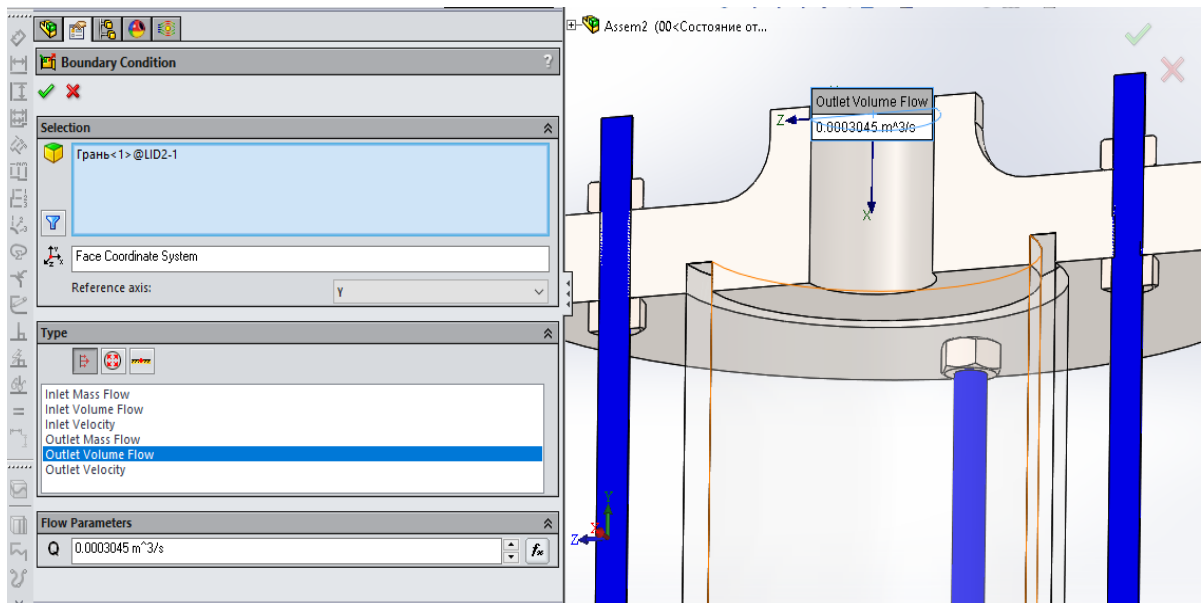 Boundary Condition
?
Selection
Грань<1>@LID2-1
Face Coordinate System
Reference axis:
Y
Type
Inlet Mass Flow
Inlet Volume Flow
Inlet Velocity
Outlet Mass Flow
Outlet Volume Flow
Outlet Velocity
Flow Parameters
Q
0.0003045 m^3/s
Assem2 (00<Состояние от...
Outlet Volume Flow
0.0003045 m^3/s
Z
X
Y
X
Z